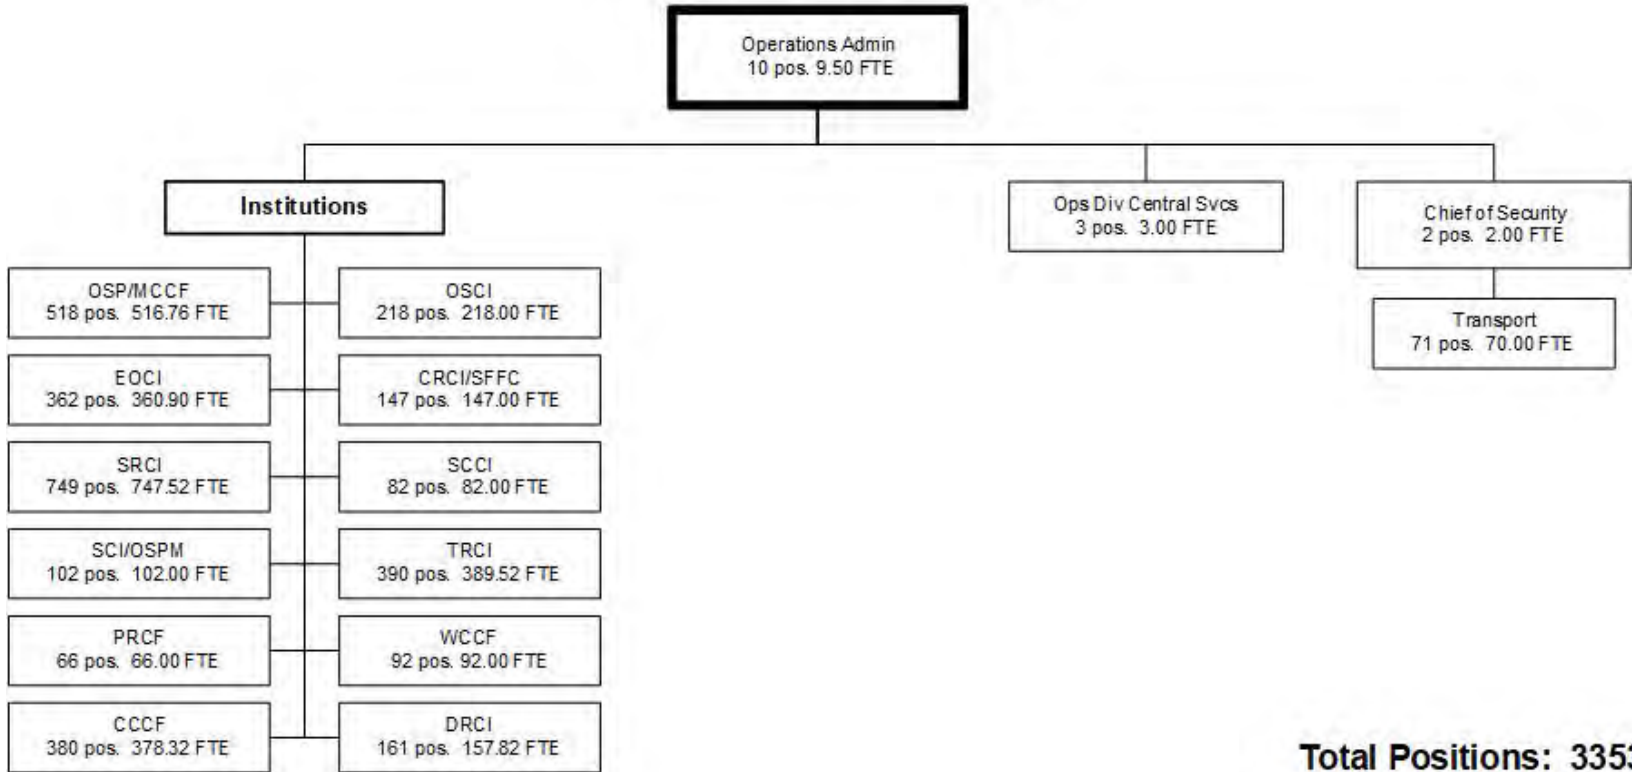 Operations Admin
10 pos. 9.50 FTE
Institutions
Ops Div Central Svcs
3 pos. 3.00 FTE
Chief of Security
2 pos. 2.00 FTE
Transport
71 pos. 70.00 FTE
OSP/MCCF
518 pos. 516.76 FTE
OSCI
218 pos. 218.00 FTE
EOCI
362 pos. 360.90 FTE
CRCI/SFFC
147 pos. 147.00 FTE
SRCI
749 pos. 747.52 FTE
SCCI
82 pos. 82.00 FTE
SCI/OSPM
102 pos. 102.00 FTE
TRCI
390 pos. 389.52 FTE
PRCF
66 pos. 66.00 FTE
WCCF
92 pos. 92.00 FTE
CCCF
380 pos. 378.32 FTE
DRCI
161 pos. 157.82 FTE
Total Positions: 3353